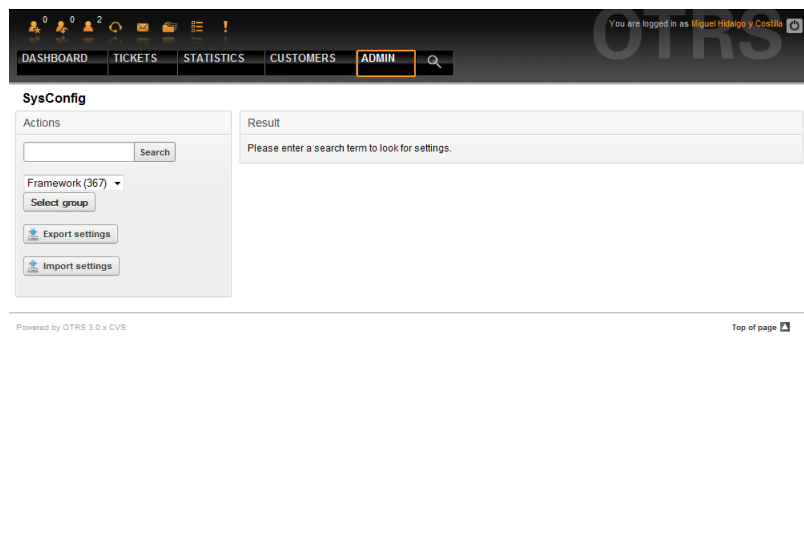 0 0 2
OTRS
You are logged in as Miguel Hidalgo y Costilla
DASHBOARD TICKETS STATISTICS CUSTOMERS ADMIN
SysConfig
Actions
Search
Framework (367)
Select group
Export settings
Import settings
Result
Please enter a search term to look for settings.
Powered by OTRS 3.0.x CVS
Top of page